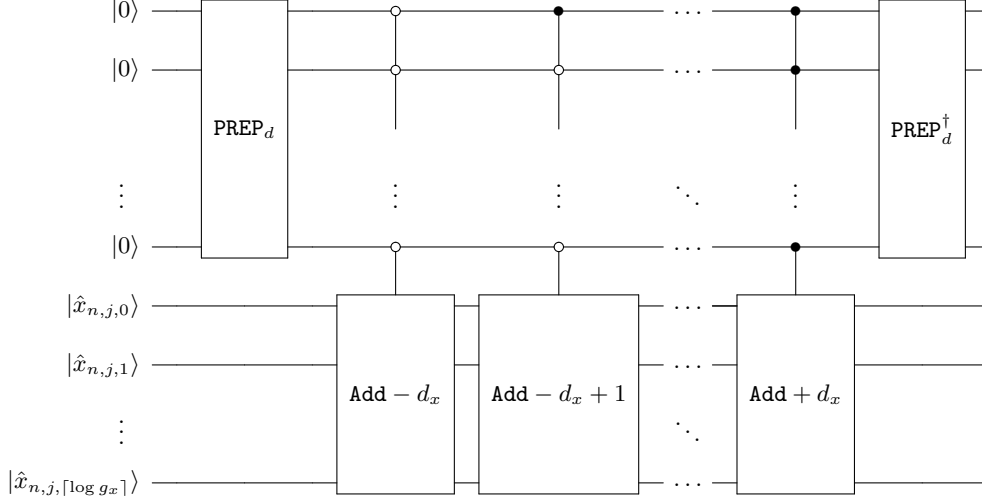 |0⟩
|0⟩ ... 
PREP_d PREP_d^†
⋮ ⋮ ⋮ ⋱ ⋮
|0⟩ ...
|x̂_{n,j,0}⟩ ...
|x̂_{n,j,1}⟩ ...
Add − d_x Add − d_x + 1 Add + d_x
⋮ ⋱
|x̂_{n,j,⌈log g_x⌉}⟩ ...